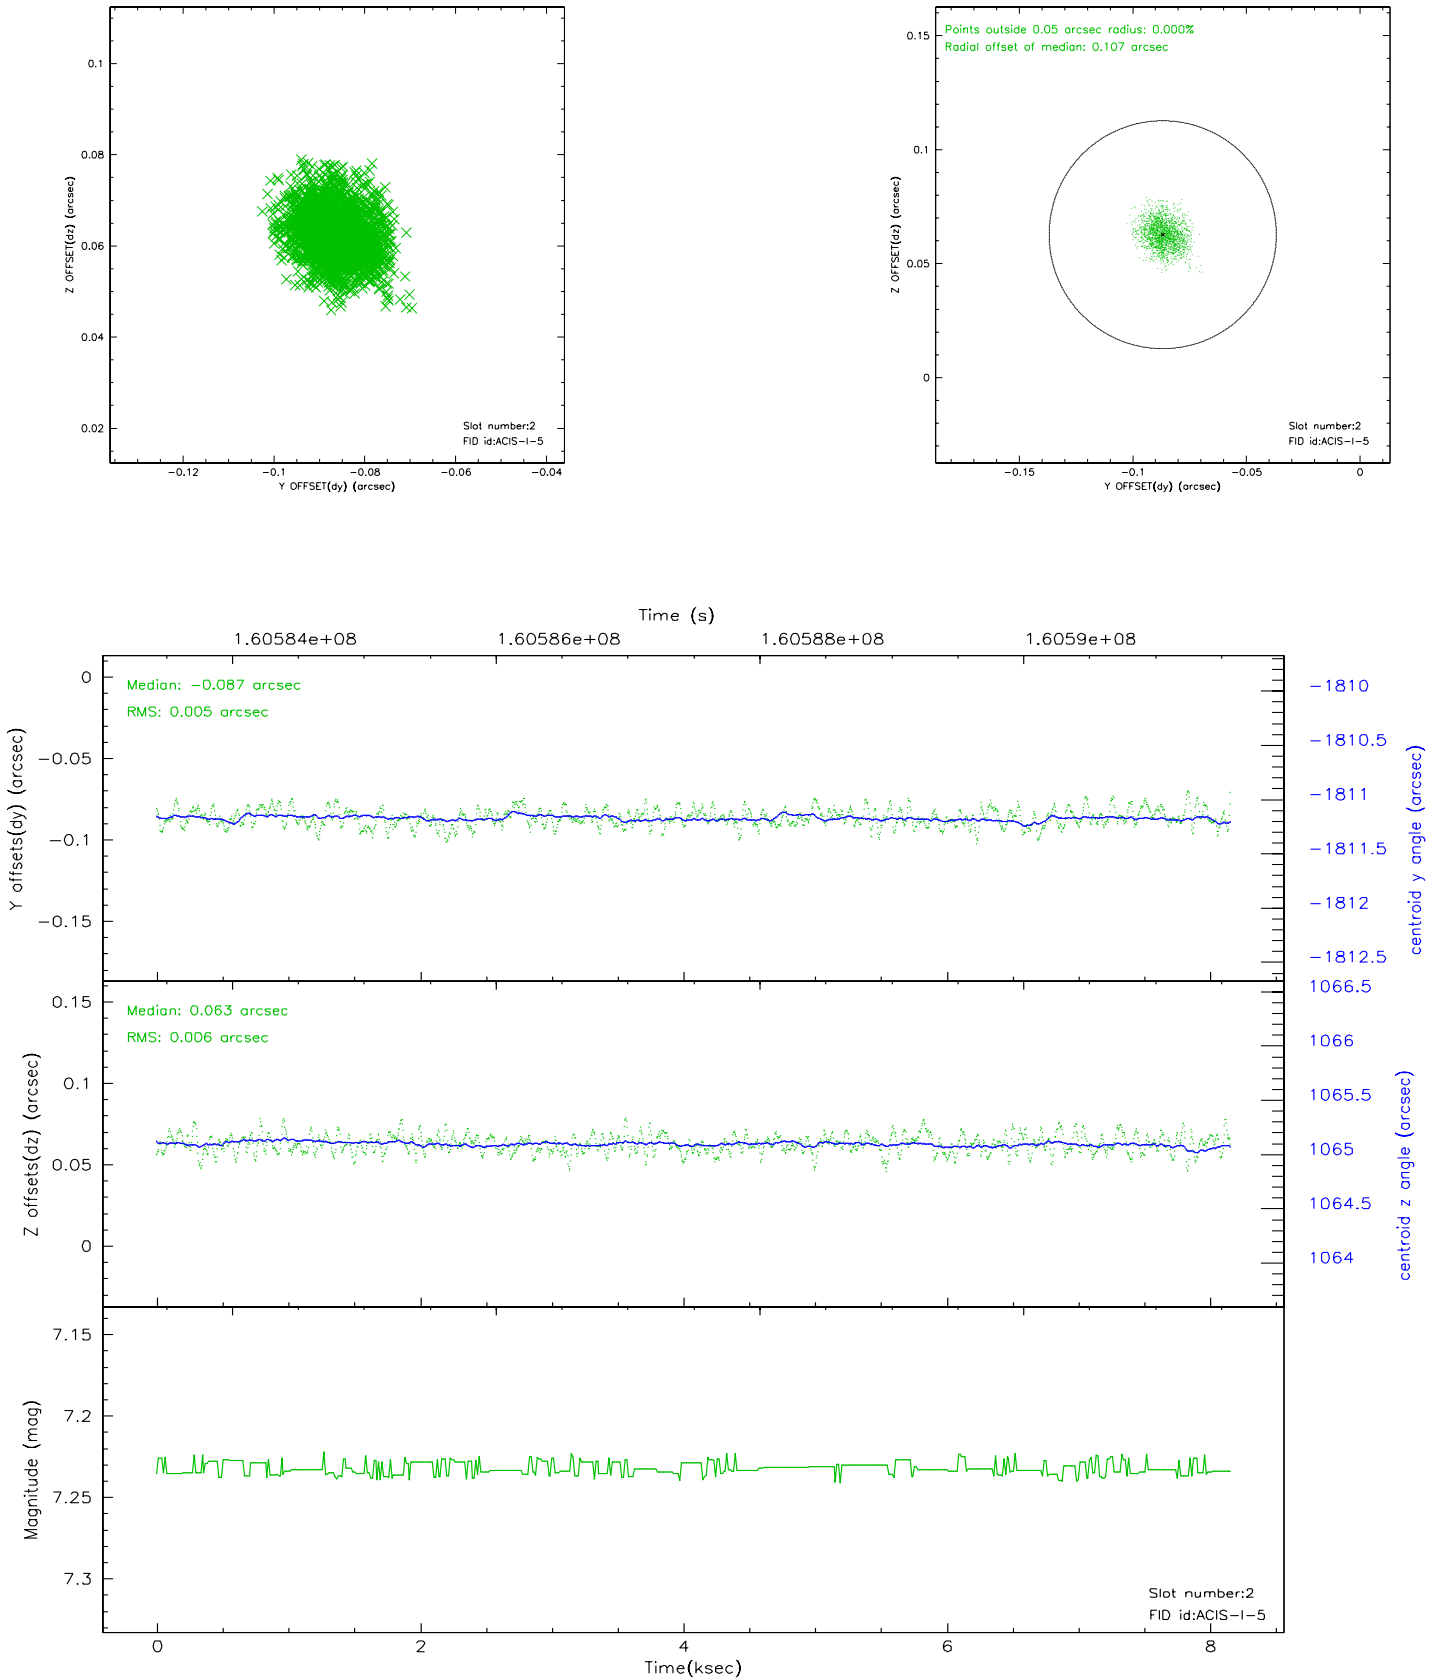 0.1
0.08
0.06
0.04
0.02
Z OFFSET(dz) (arcsec)
Slot number:2
FID id:ACIS-I-5
-0.12
-0.1
-0.08
-0.06
-0.04
Y OFFSET(dy) (arcsec)
Points outside 0.05 arcsec radius: 0.000%
Radial offset of median: 0.107 arcsec
0.15
0.1
0.05
0
Z OFFSET(dz) (arcsec)
Slot number:2
FID id:ACIS-I-5
-0.15
-0.1
-0.05
0
Y OFFSET(dy) (arcsec)
Time (s)
1.60584e+08
1.60586e+08
1.60588e+08
1.6059e+08
Median: -0.087 arcsec
RMS: 0.005 arcsec
0
-0.05
-0.1
-0.15
Y offsets(dy) (arcsec)
-1810
-1810.5
-1811
-1811.5
-1812
-1812.5
centroid y angle (arcsec)
Median: 0.063 arcsec
RMS: 0.006 arcsec
0.15
0.1
0.05
0
Z offsets(dz) (arcsec)
1066.5
1066
1065.5
1065
1064.5
1064
centroid z angle (arcsec)
7.15
7.2
7.25
7.3
Magnitude (mag)
Slot number:2
FID id:ACIS-I-5
0
2
4
6
8
Time(ksec)